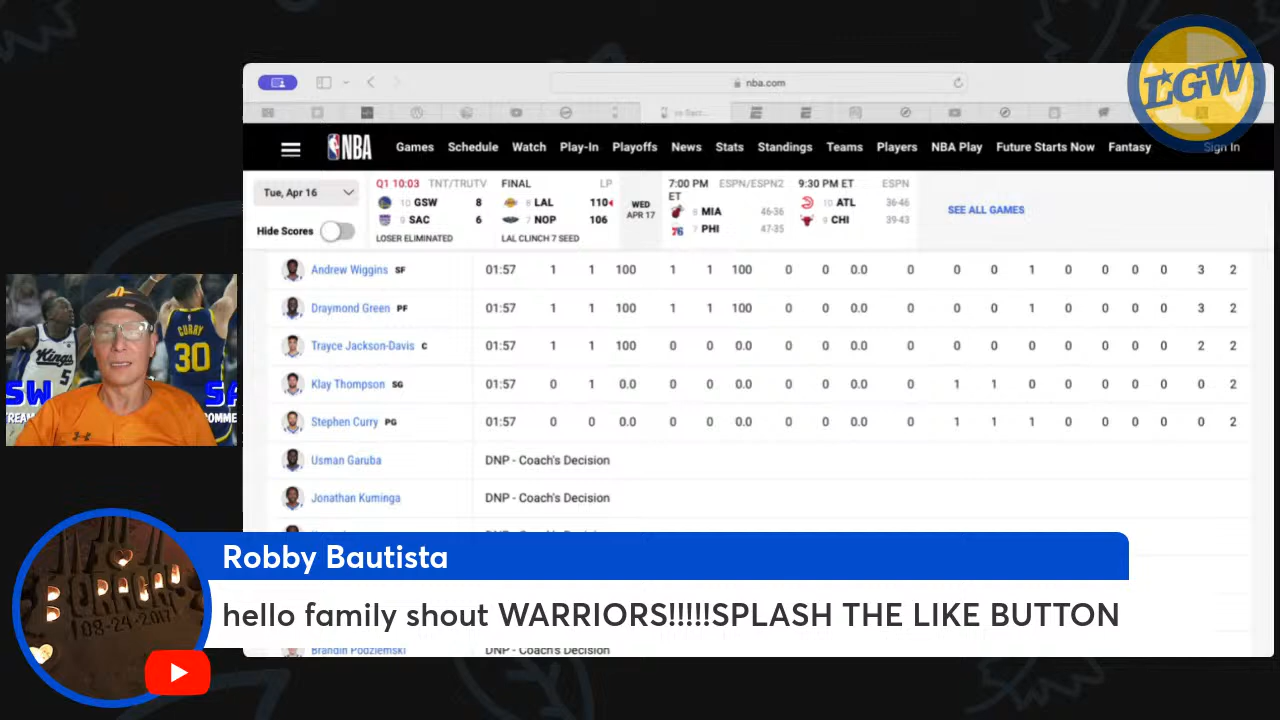 LGW
nba.com
NBA Games Schedule Watch Play-In Playoffs News Stats Standings Teams Players NBA Play Future Starts Now Fantasy Sign In
Tue, Apr 16
Hide Scores
Q1 10:03 TNT/TRUTV
10 GSW 8
9 SAC 6
LOSER ELIMINATED
FINAL LP
8 LAL 110
7 NOP 106
LAL CLINCH 7 SEED
WED
APR 17
7:00 PM ET ESPN/ESPN2
8 MIA 46-36
7 PHI 47-35
9:30 PM ET ESPN
10 ATL 36-46
9 CHI 39-43
SEE ALL GAMES
Andrew Wiggins SF 01:57 1 1 100 1 1 100 0 0 0.0 0 0 0 1 0 0 0 0 3 2
Draymond Green PF 01:57 1 1 100 1 1 100 0 0 0.0 0 0 0 1 0 0 0 0 3 2
Trayce Jackson-Davis C 01:57 1 1 100 0 0 0.0 0 0 0.0 0 0 0 0 0 0 0 0 2 2
Klay Thompson SG 01:57 0 1 0.0 0 0 0.0 0 0 0.0 0 1 1 0 0 0 0 0 0 2
Stephen Curry PG 01:57 0 0 0.0 0 0 0.0 0 0 0.0 0 1 1 1 0 0 0 0 0 2
Usman Garuba DNP - Coach's Decision
Jonathan Kuminga DNP - Coach's Decision
Brandin Podziemski DNP - Coach's Decision
Kings
5
CURRY
30
SW
BORACAY
08-24-2017
Robby Bautista
hello family shout WARRIORS!!!!!SPLASH THE LIKE BUTTON